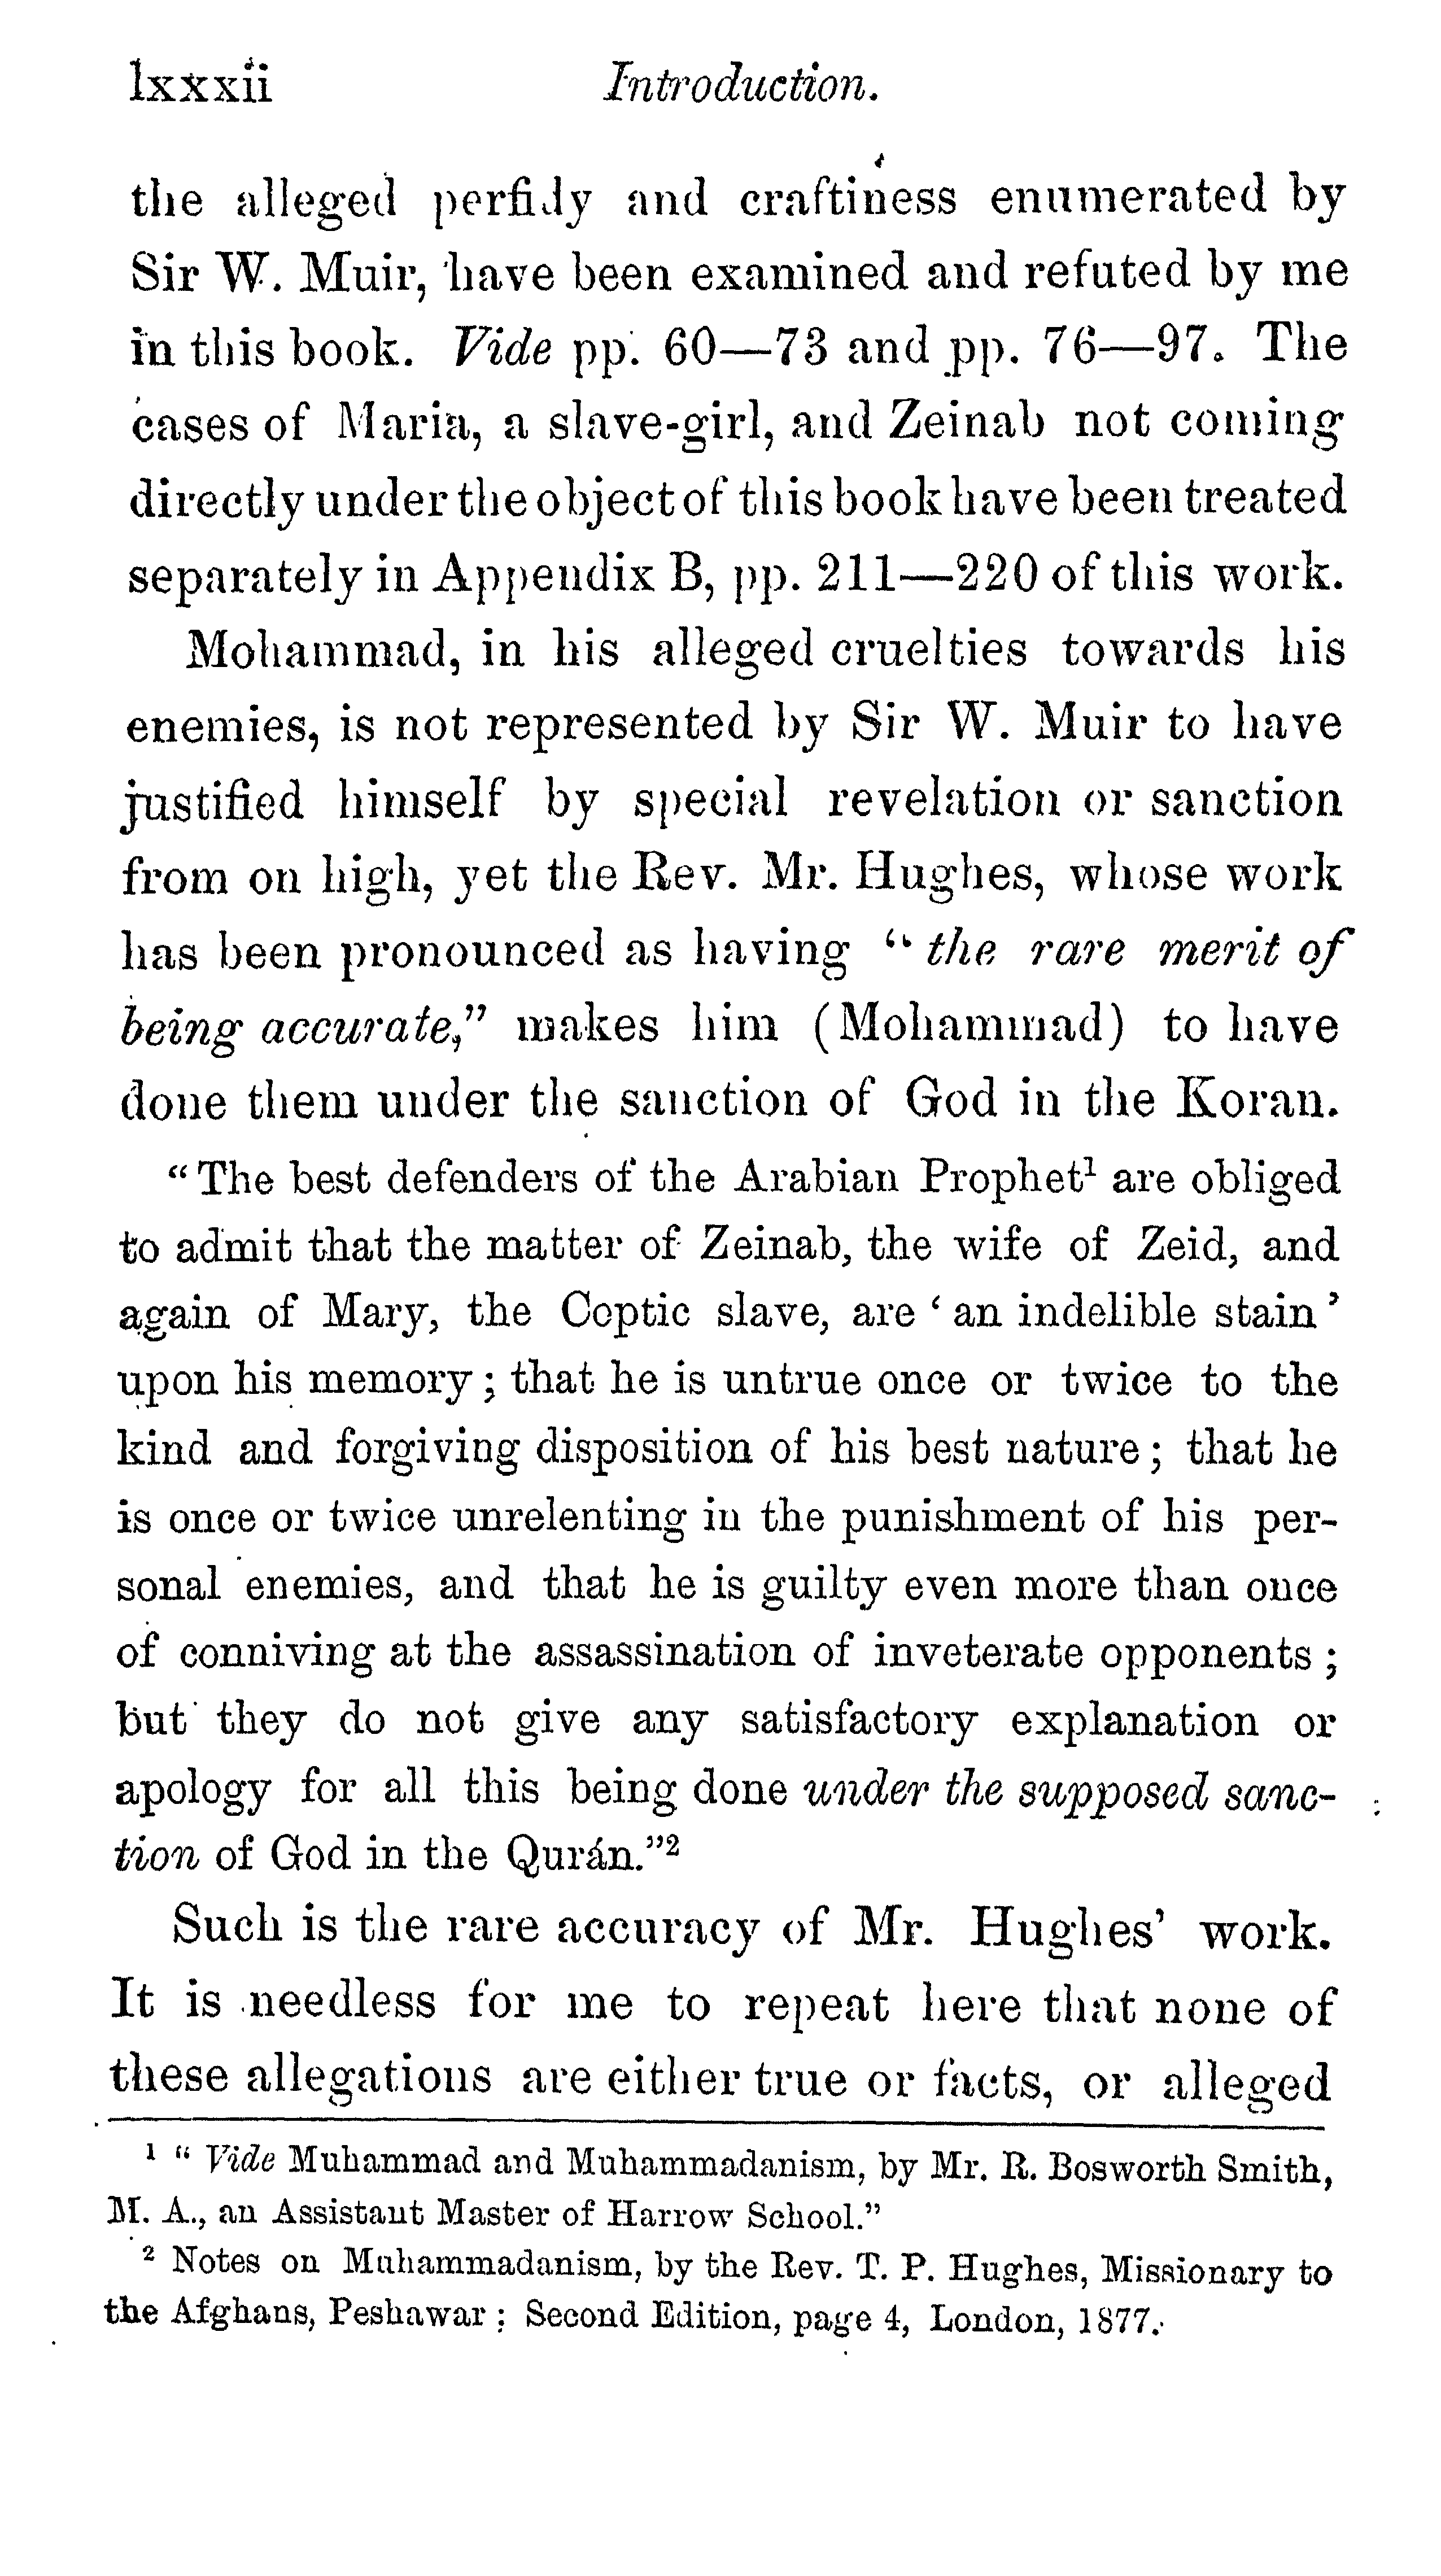 lxxxii Introduction.
the alleged perfidy and craftiness enumerated by
Sir W. Muir, have been examined and refuted by me
in this book. Vide pp. 60—73 and pp. 76—97. The
cases of Maria, a slave-girl, and Zeinab not coming
directly under the object of this book have been treated
separately in Appendix B, pp. 211—220 of this work.
Mohammad, in his alleged cruelties towards his
enemies, is not represented by Sir W. Muir to have
justified himself by special revelation or sanction
from on high, yet the Rev. Mr. Hughes, whose work
has been pronounced as having “the rare merit of
being accurate,” makes him (Mohammad) to have
done them under the sanction of God in the Koran.
“The best defenders of the Arabian Prophet¹ are obliged
to admit that the matter of Zeinab, the wife of Zeid, and
again of Mary, the Coptic slave, are ‘an indelible stain’
upon his memory; that he is untrue once or twice to the
kind and forgiving disposition of his best nature; that he
is once or twice unrelenting in the punishment of his per-
sonal enemies, and that he is guilty even more than once
of conniving at the assassination of inveterate opponents;
but they do not give any satisfactory explanation or
apology for all this being done under the supposed sanc-
tion of God in the Qurán.”²
Such is the rare accuracy of Mr. Hughes’ work.
It is needless for me to repeat here that none of
these allegations are either true or facts, or alleged
¹ “Vide Muhammad and Muhammadanism, by Mr. R. Bosworth Smith,
M. A., an Assistant Master of Harrow School.”
² Notes on Muhammadanism, by the Rev. T. P. Hughes, Missionary to
the Afghans, Peshawar: Second Edition, page 4, London, 1877.